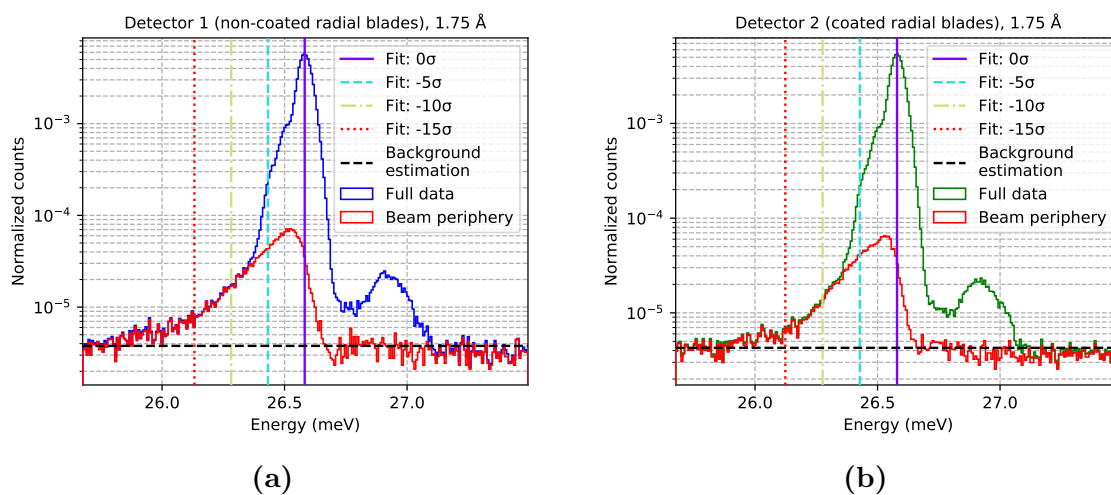 Detector 1 (non-coated radial blades), 1.75 Å
Normalized counts
10⁻³
10⁻⁴
10⁻⁵
Fit: 0σ
Fit: -5σ
Fit: -10σ
Fit: -15σ
Background
estimation
Full data
Beam periphery
26.0
26.5
27.0
Energy (meV)
(a)
Detector 2 (coated radial blades), 1.75 Å
Normalized counts
10⁻³
10⁻⁴
10⁻⁵
Fit: 0σ
Fit: -5σ
Fit: -10σ
Fit: -15σ
Background
estimation
Full data
Beam periphery
26.0
26.5
27.0
Energy (meV)
(b)